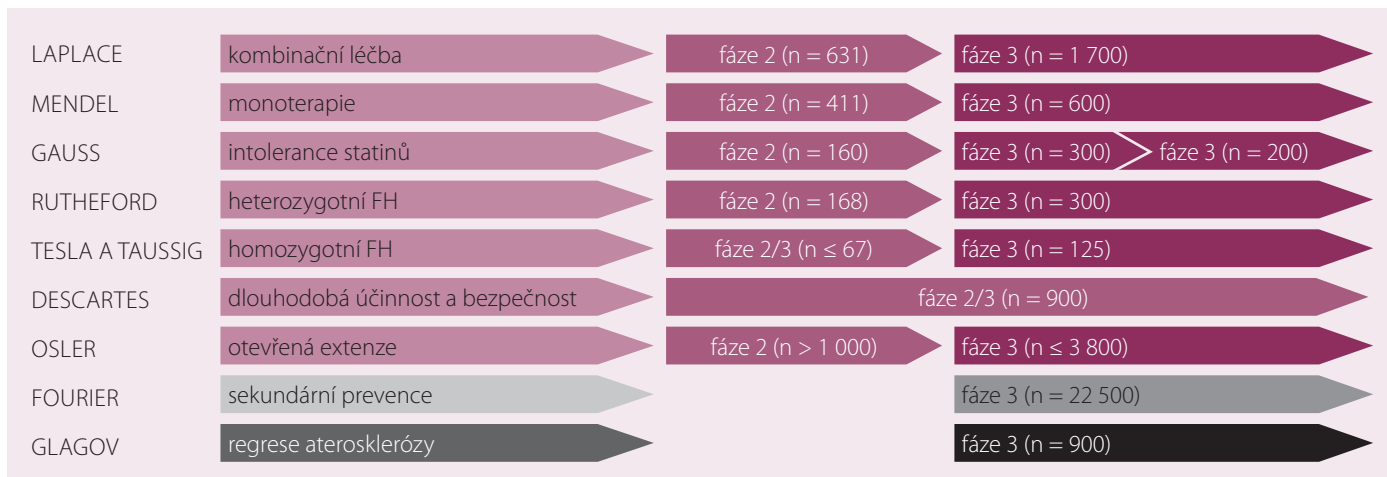 LAPLACE kombinační léčba fáze 2 (n = 631) fáze 3 (n = 1 700)
MENDEL monoterapie fáze 2 (n = 411) fáze 3 (n = 600)
GAUSS intolerance statinů fáze 2 (n = 160) fáze 3 (n = 300) fáze 3 (n = 200)
RUTHEFORD heterozygotní FH fáze 2 (n = 168) fáze 3 (n = 300)
TESLA A TAUSSIG homozygotní FH fáze 2/3 (n ≤ 67) fáze 3 (n = 125)
DESCARTES dlouhodobá účinnost a bezpečnost fáze 2/3 (n = 900)
OSLER otevřená extenze fáze 2 (n > 1 000) fáze 3 (n ≤ 3 800)
FOURIER sekundární prevence fáze 3 (n = 22 500)
GLAGOV regrese aterosklerózy fáze 3 (n = 900)